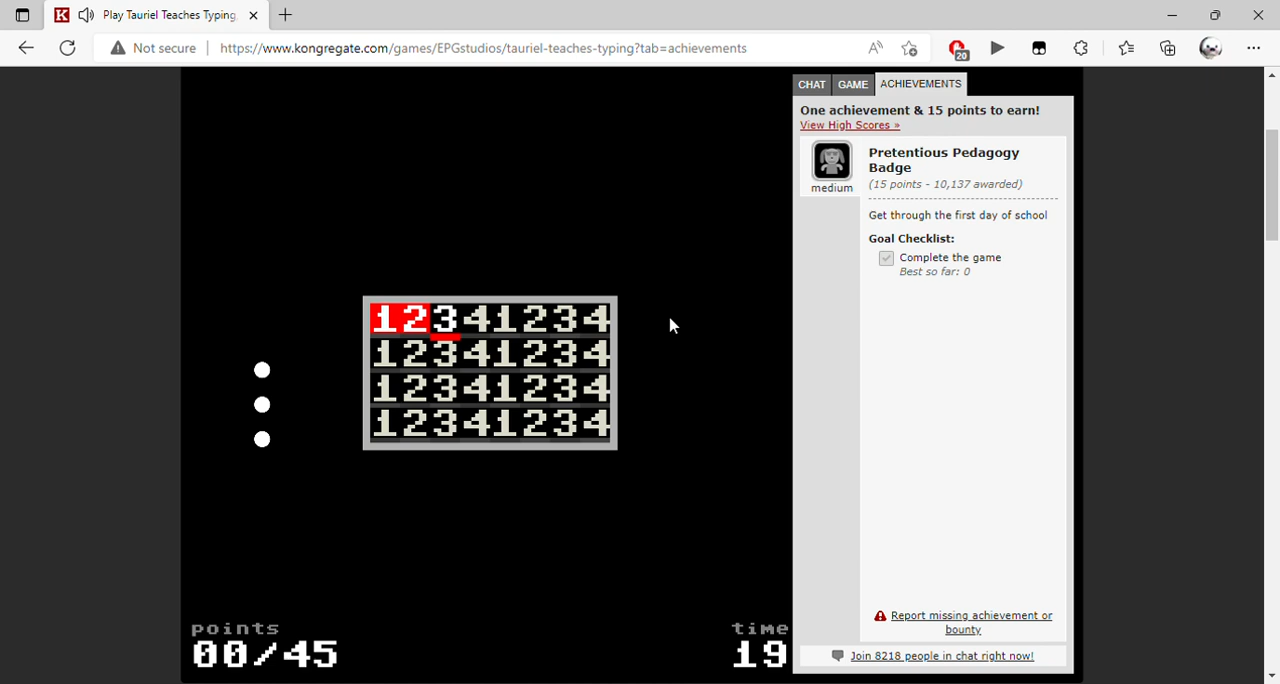 Play Tauriel Teaches Typing
Not secure
https://www.kongregate.com/games/EPGstudios/tauriel-teaches-typing?tab=achievements
20
CHAT
GAME
ACHIEVEMENTS
One achievement & 15 points to earn!
View High Scores »
medium
Pretentious Pedagogy
Badge
(15 points - 10,137 awarded)
Get through the first day of school
Goal Checklist:
Complete the game
Best so far: 0
12341234
12341234
12341234
12341234
points
00/45
time
19
Report missing achievement or
bounty
Join 8218 people in chat right now!